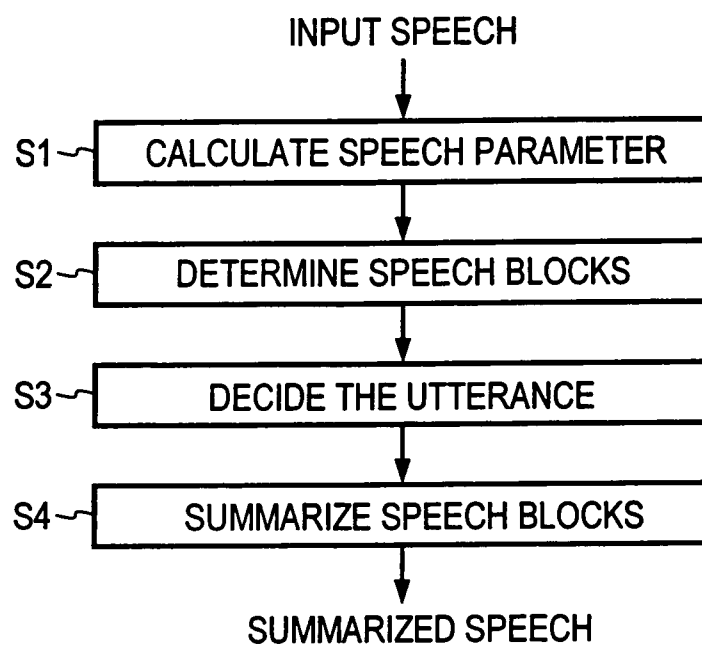 INPUT SPEECH
S1 CALCULATE SPEECH PARAMETER
S2 DETERMINE SPEECH BLOCKS
S3 DECIDE THE UTTERANCE
S4 SUMMARIZE SPEECH BLOCKS
SUMMARIZED SPEECH